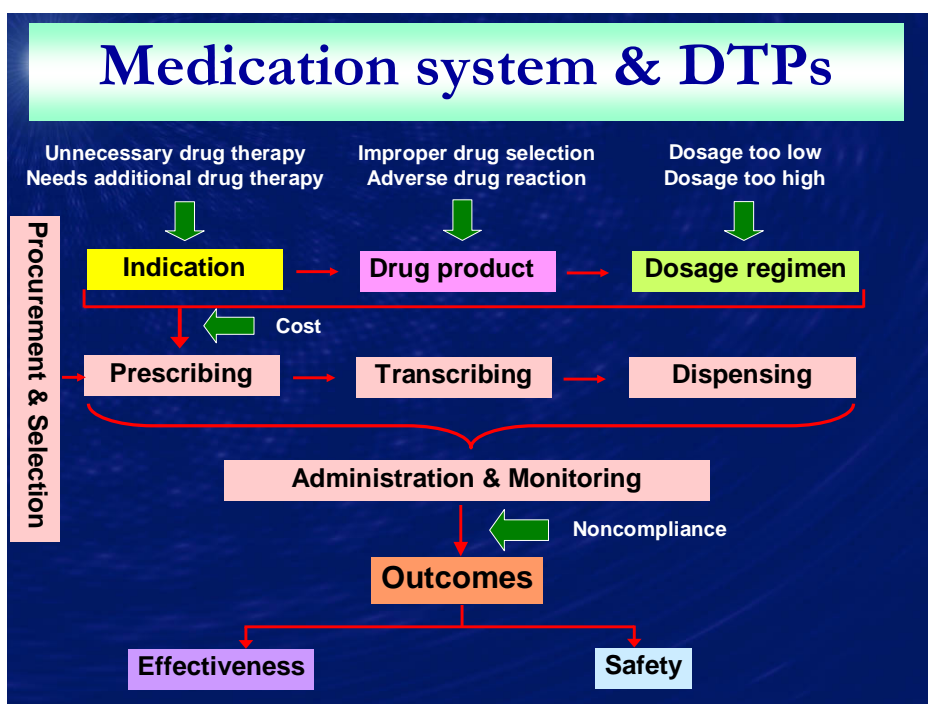 Medication system & DTPs
Unnecessary drug therapy
Needs additional drug therapy
Improper drug selection
Adverse drug reaction
Dosage too low
Dosage too high
Procurement & Selection
Indication
Drug product
Dosage regimen
Cost
Prescribing
Transcribing
Dispensing
Administration & Monitoring
Noncompliance
Outcomes
Effectiveness
Safety